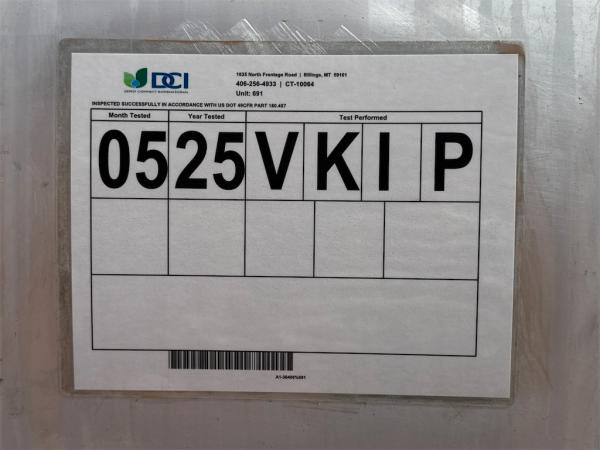 DCI
1835 North Frontage Road | Billings, MT 59101
406-256-4933 | CT-10064
Unit: 691
INSPECTED SUCCESSFULLY IN ACCORDANCE WITH US DOT 49CFR PART 180.407
Month Tested Year Tested Test Performed
05 25 V K I P